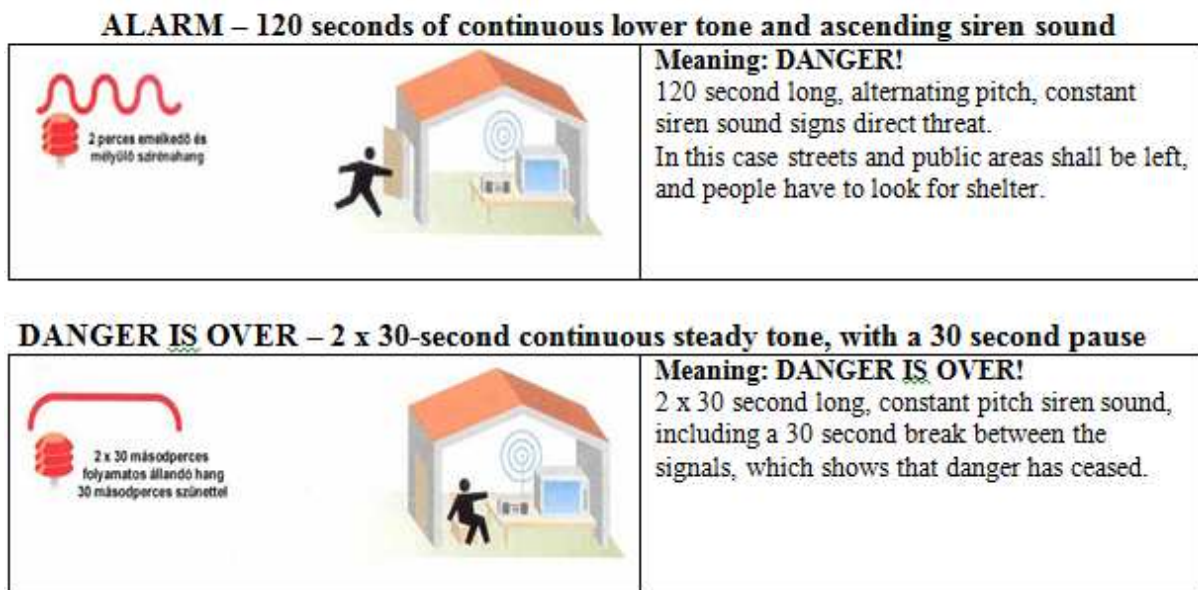 ALARM – 120 seconds of continuous lower tone and ascending siren sound
2 perces emelkedő és
mélyülő szirénahang
Meaning: DANGER!
120 second long, alternating pitch, constant
siren sound signs direct threat.
In this case streets and public areas shall be left,
and people have to look for shelter.
DANGER IS OVER – 2 x 30-second continuous steady tone, with a 30 second pause
2 x 30 másodperces
folyamatos állandó hang
30 másodperces szünettel
Meaning: DANGER IS OVER!
2 x 30 second long, constant pitch siren sound,
including a 30 second break between the
signals, which shows that danger has ceased.